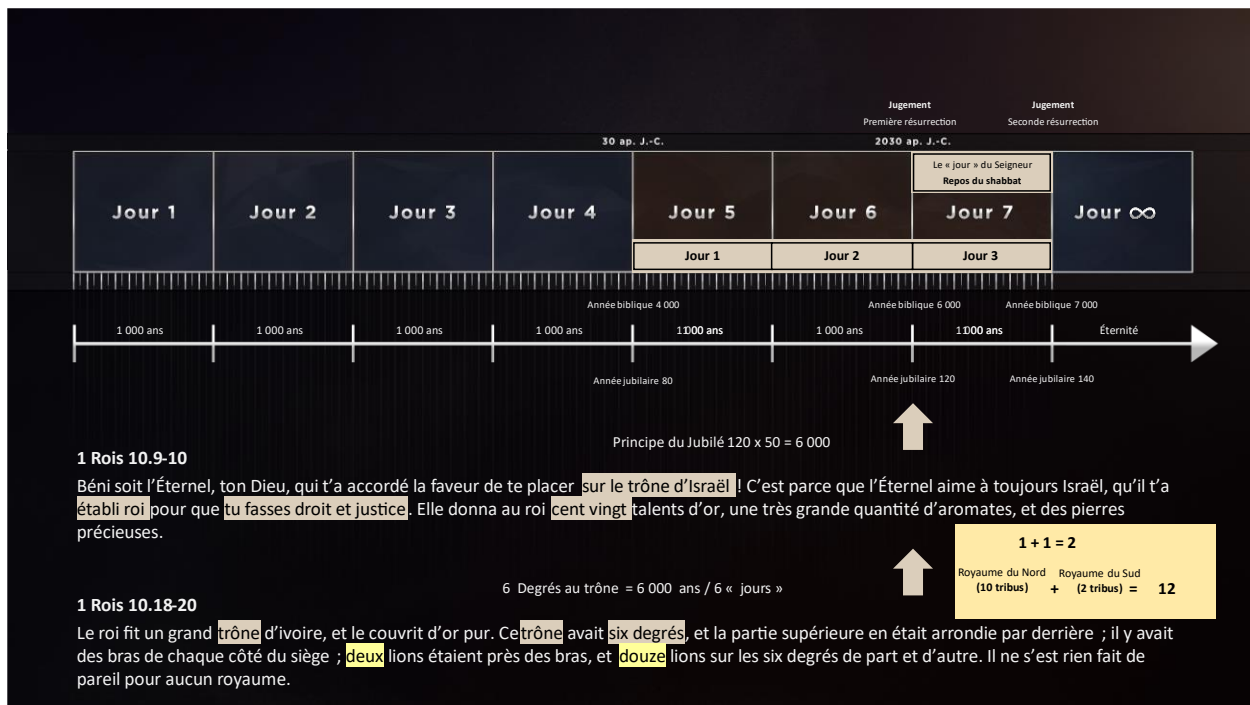 Jugement
Jugement
Première résurrection
Seconde résurrection
30 ap. J.-C.
2030 ap. J.-C.
Le « jour » du Seigneur
Repos du shabbat
Jour 1
Jour 2
Jour 3
Jour 4
Jour 5
Jour 6
Jour 7
Jour ∞
Jour 1
Jour 2
Jour 3
Année biblique 4 000
Année biblique 6 000
Année biblique 7 000
1 000 ans
1 000 ans
1 000 ans
1 000 ans
1 000 ans
1 000 ans
1 000 ans
Éternité
Année jubilaire 80
Année jubilaire 120
Année jubilaire 140
Principe du Jubilé 120 x 50 = 6 000
1 Rois 10.9-10
Béni soit l’Éternel, ton Dieu, qui t’a accordé la faveur de te placer sur le trône d’Israël ! C’est parce que l’Éternel aime à toujours Israël, qu’il t’a
établi roi pour que tu fasses droit et justice. Elle donna au roi cent vingt talents d’or, une très grande quantité d’aromates, et des pierres
précieuses.
1 + 1 = 2
Royaume du Nord Royaume du Sud
(10 tribus) + (2 tribus) = 12
6 Degrés au trône = 6 000 ans / 6 « jours »
1 Rois 10.18-20
Le roi fit un grand trône d’ivoire, et le couvrit d’or pur. Ce trône avait six degrés, et la partie supérieure en était arrondie par derrière ; il y avait
des bras de chaque côté du siège ; deux lions étaient près des bras, et douze lions sur les six degrés de part et d’autre. Il ne s’est rien fait de
pareil pour aucun royaume.